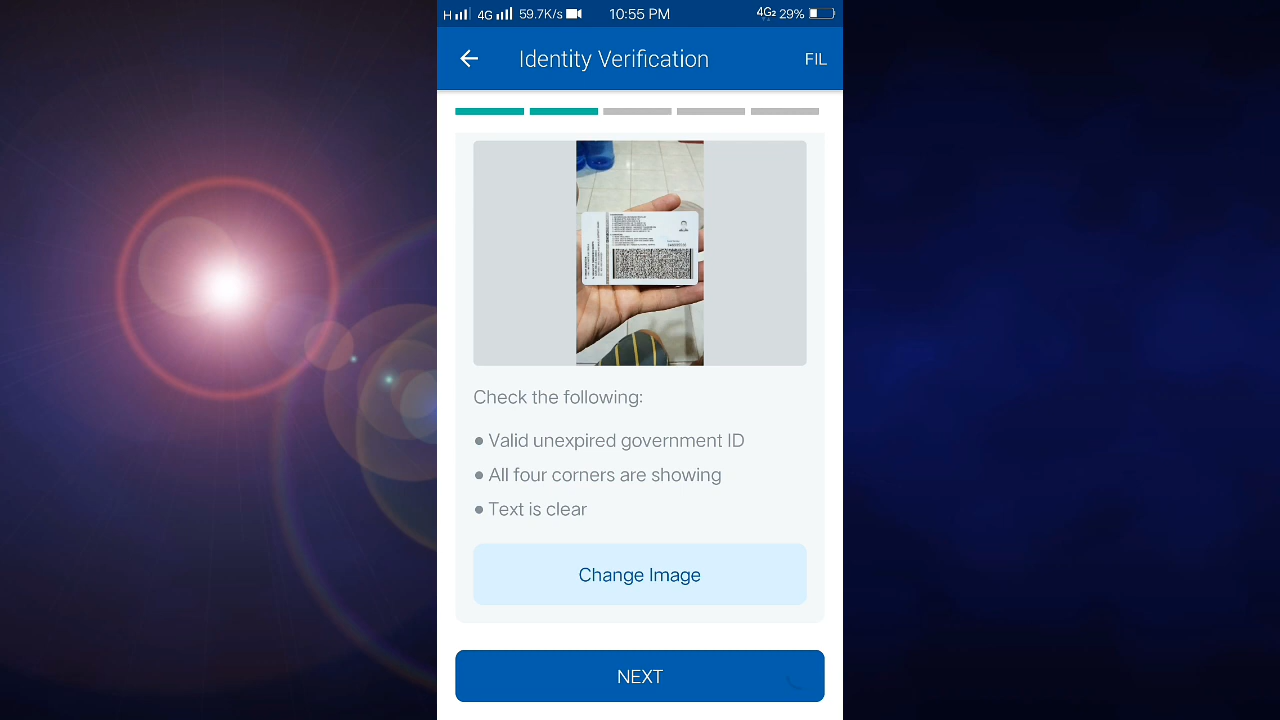 H 4G 59.7K/s 10:55 PM 4G2 29%
Identity Verification FIL
Check the following:
● Valid unexpired government ID
● All four corners are showing
● Text is clear
Change Image
NEXT